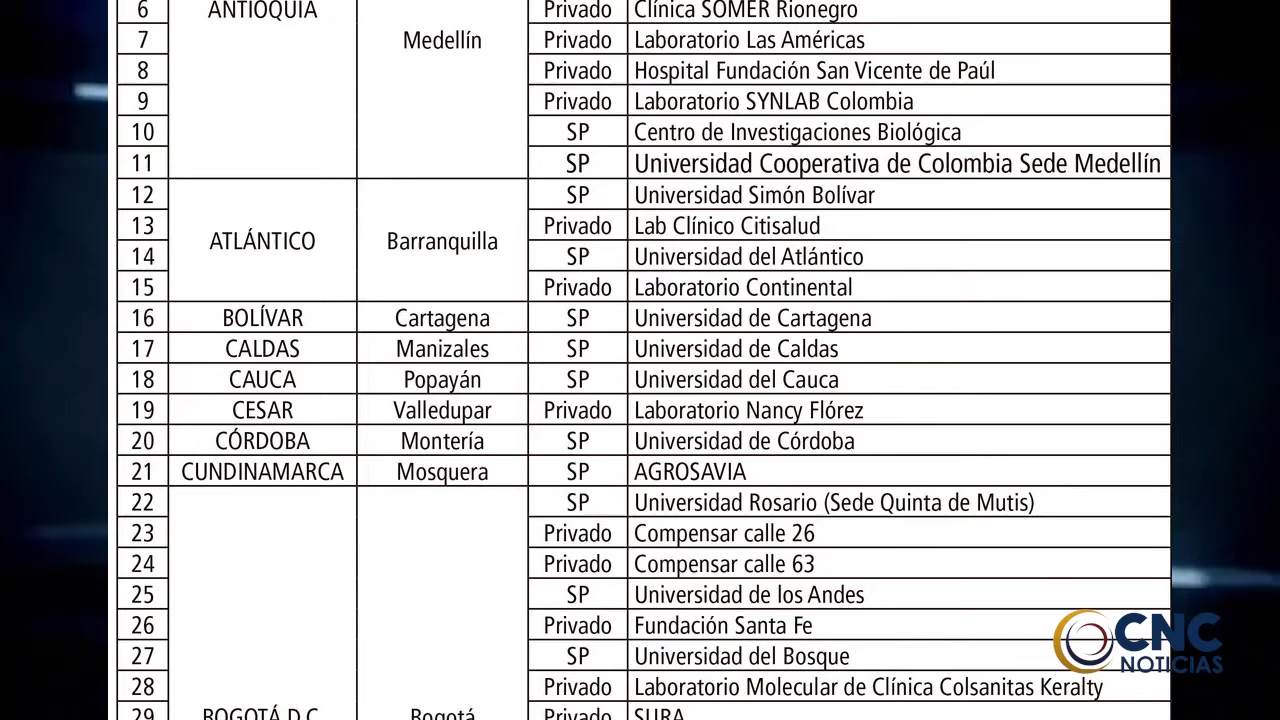 6 ANTIOQUIA Privado Clínica SOMER Rionegro
7 Medellín Privado Laboratorio Las Américas
8 Privado Hospital Fundación San Vicente de Paúl
9 Privado Laboratorio SYNLAB Colombia
10 SP Centro de Investigaciones Biológica
11 SP Universidad Cooperativa de Colombia Sede Medellín
12 SP Universidad Simón Bolívar
13 Privado Lab Clínico Citisalud
ATLÁNTICO Barranquilla
14 SP Universidad del Atlántico
15 Privado Laboratorio Continental
16 BOLÍVAR Cartagena SP Universidad de Cartagena
17 CALDAS Manizales SP Universidad de Caldas
18 CAUCA Popayán SP Universidad del Cauca
19 CESAR Valledupar Privado Laboratorio Nancy Flórez
20 CÓRDOBA Montería SP Universidad de Córdoba
21 CUNDINAMARCA Mosquera SP AGROSAVIA
22 SP Universidad Rosario (Sede Quinta de Mutis)
23 Privado Compensar calle 26
24 Privado Compensar calle 63
25 SP Universidad de los Andes
26 Privado Fundación Santa Fe
27 SP Universidad del Bosque
28 Privado Laboratorio Molecular de Clínica Colsanitas Keralty
29 BOGOTÁ D.C. Bogotá Privado SURA
CNC
NOTICIAS